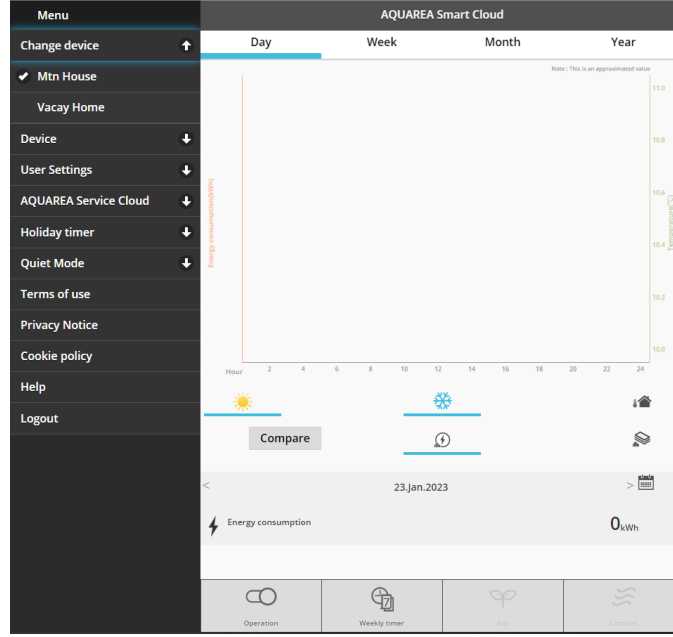 Menu
Change device
Mtn House
Vacay Home
Device
User Settings
AQUAREA Service Cloud
Holiday timer
Quiet Mode
Terms of use
Privacy Notice
Cookie policy
Help
Logout
AQUAREA Smart Cloud
Day Week Month Year
Note : This is an approximated value
Energy consumption(kWh)
11.0
10.8
10.6
10.4
10.2
10.0
Temperature(°C)
Hour 2 4 6 8 10 12 14 16 18 20 22 24
Compare
< 23.Jan.2023 >
Energy consumption 0kWh
7
Operation Weekly timer Eco Comfort